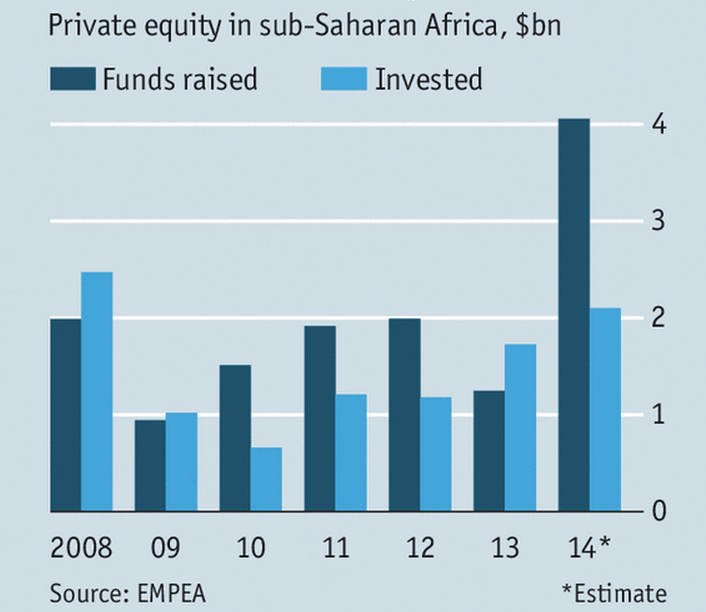 Private equity in sub-Saharan Africa, $bn
Funds raised Invested
4
3
2
1
0
2008 09 10 11 12 13 14*
Source: EMPEA *Estimate